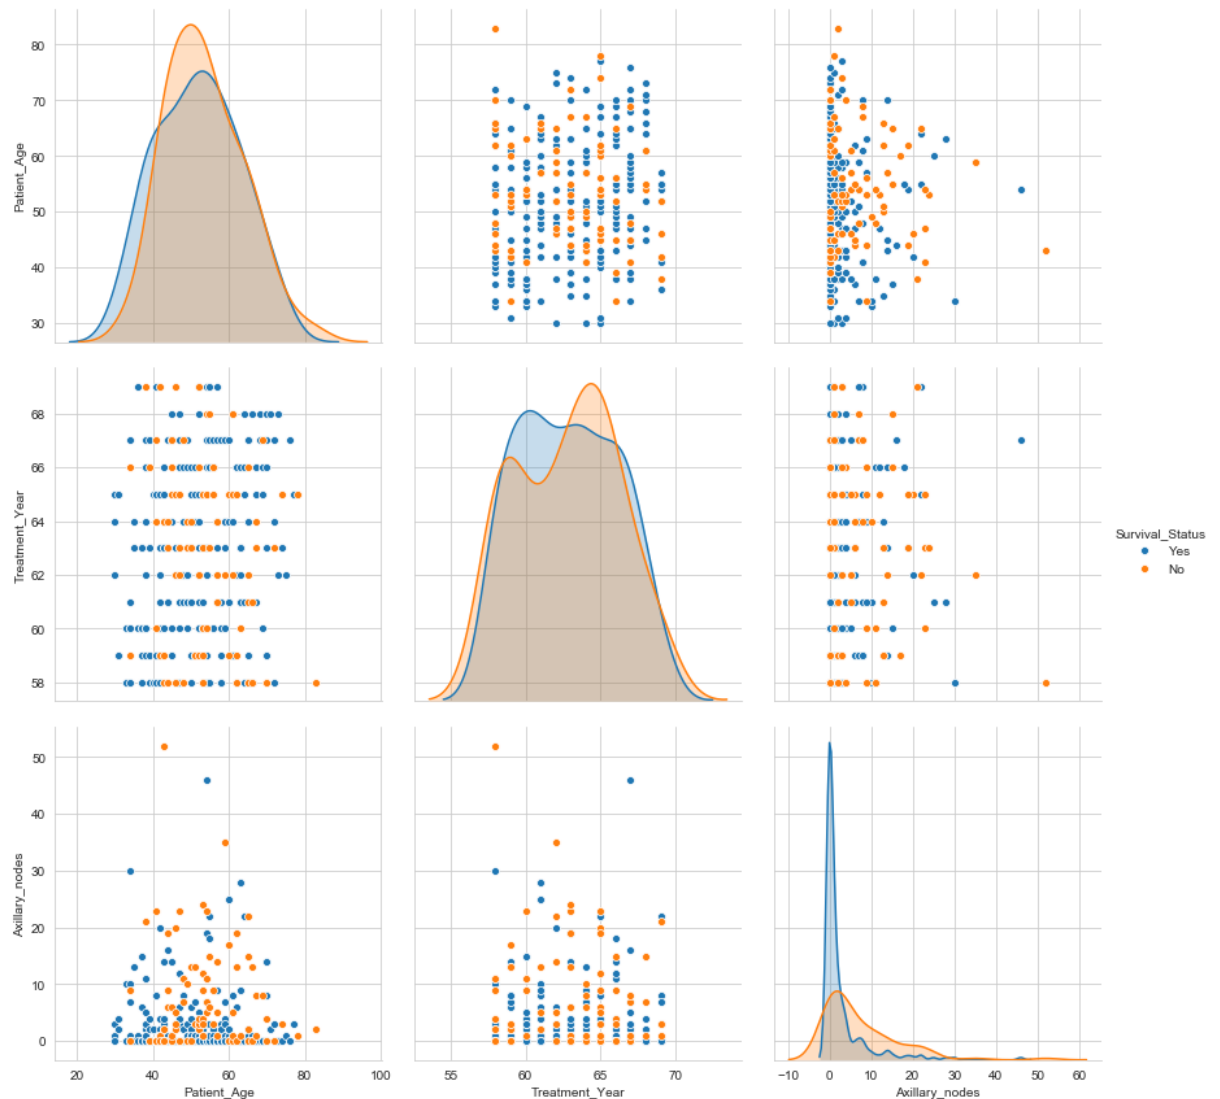 80
70
60
50
40
30
Patient_Age
68
66
64
62
60
58
Treatment_Year
Survival_Status
Yes
No
50
40
30
20
10
0
Axillary_nodes
20 40 60 80 100
Patient_Age
55 60 65 70
Treatment_Year
−10 0 10 20 30 40 50 60
Axillary_nodes